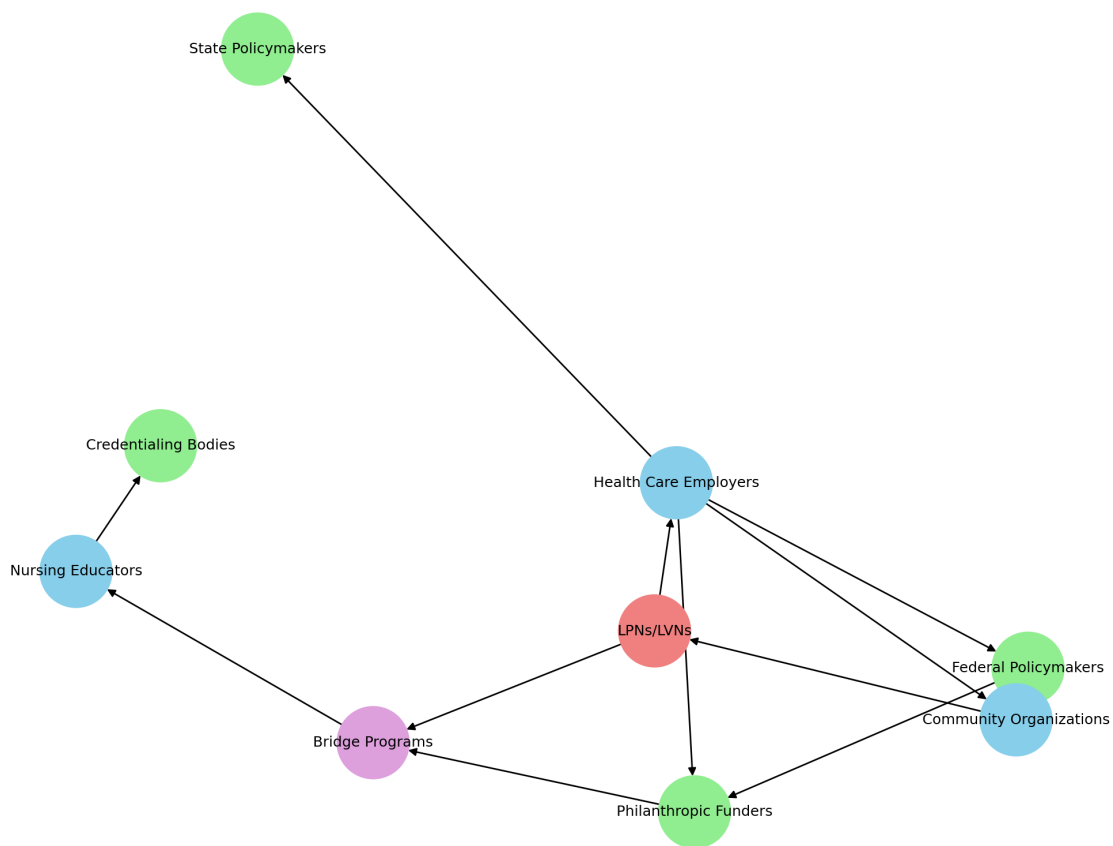 State Policymakers
Credentialing Bodies
Health Care Employers
Nursing Educators
LPNs/LVNs
Federal Policymakers
Community Organizations
Bridge Programs
Philanthropic Funders